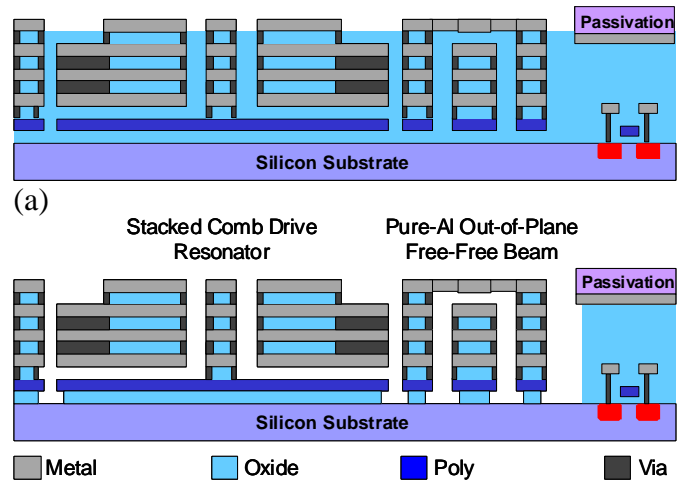 Passivation
Silicon Substrate
(a)
Stacked Comb Drive
Resonator
Pure-Al Out-of-Plane
Free-Free Beam
Passivation
Silicon Substrate
Metal
Oxide
Poly
Via